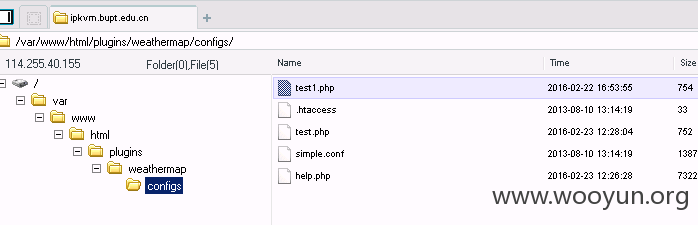 ipkvm.bupt.edu.cn
/var/www/html/plugins/weathermap/configs/
114.255.40.155 Folder(0),File(5) Name Time Size
/
var
www
html
plugins
weathermap
configs
test1.php 2016-02-22 16:53:55 754
.htaccess 2013-08-10 13:14:19 33
test.php 2016-02-23 12:28:04 752
simple.conf 2013-08-10 13:14:19 1387
help.php 2016-02-23 12:26:28 7322
www.wooyun.org